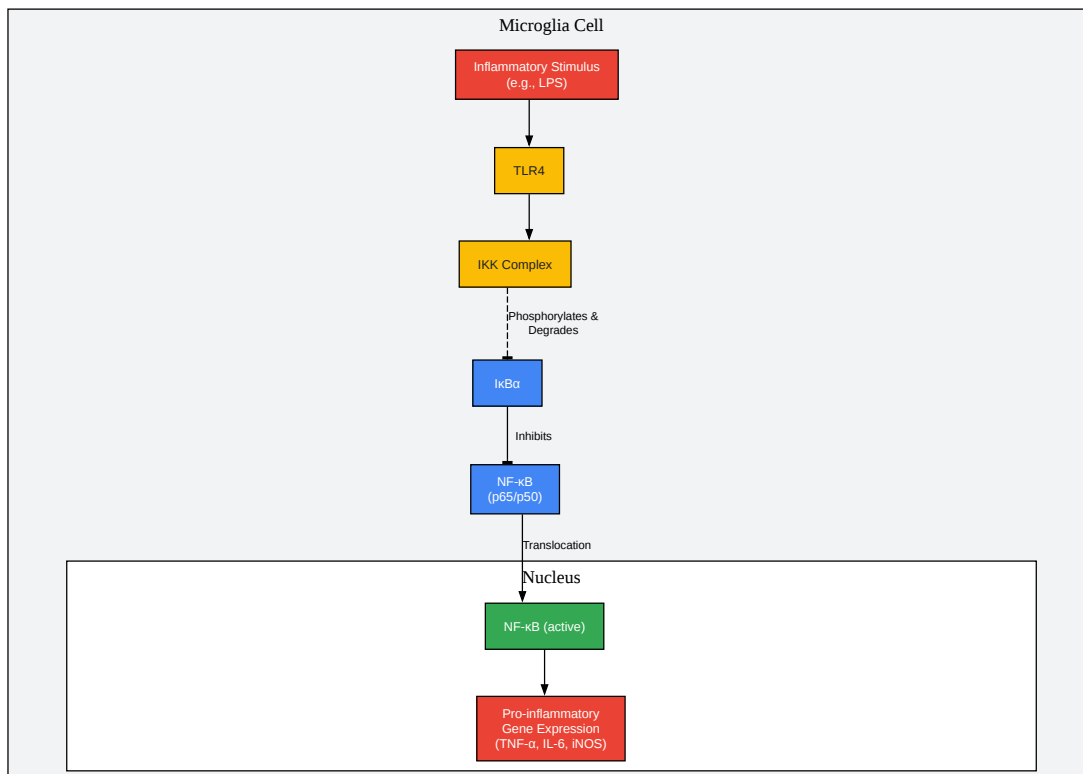 Microglia Cell
Inflammatory Stimulus
(e.g., LPS)
TLR4
IKK Complex
Phosphorylates &
Degrades
IκBα
Inhibits
NF-κB
(p65/p50)
Translocation
Nucleus
NF-κB (active)
Pro-inflammatory
Gene Expression
(TNF-α, IL-6, iNOS)